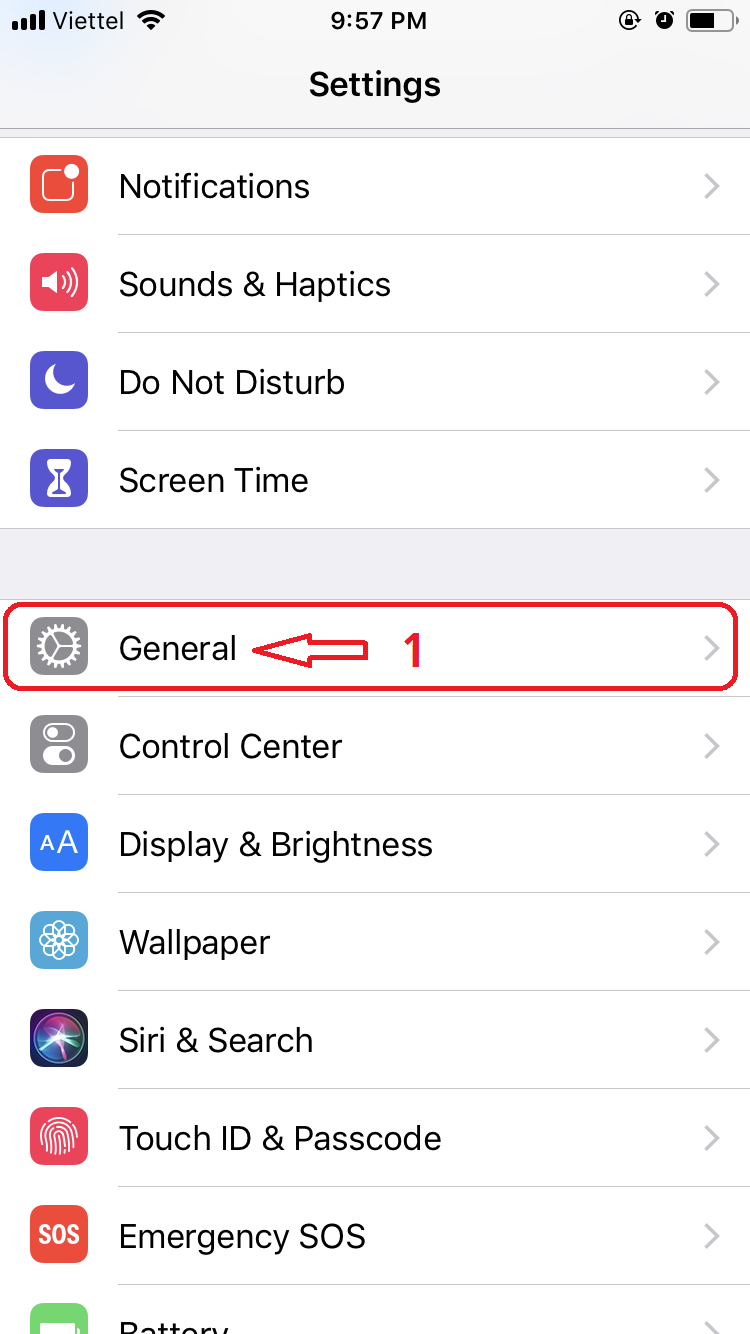 Viettel 9:57 PM
Settings
Notifications
Sounds & Haptics
Do Not Disturb
Screen Time
General 1
Control Center
AA Display & Brightness
Wallpaper
Siri & Search
Touch ID & Passcode
SOS Emergency SOS
Battery